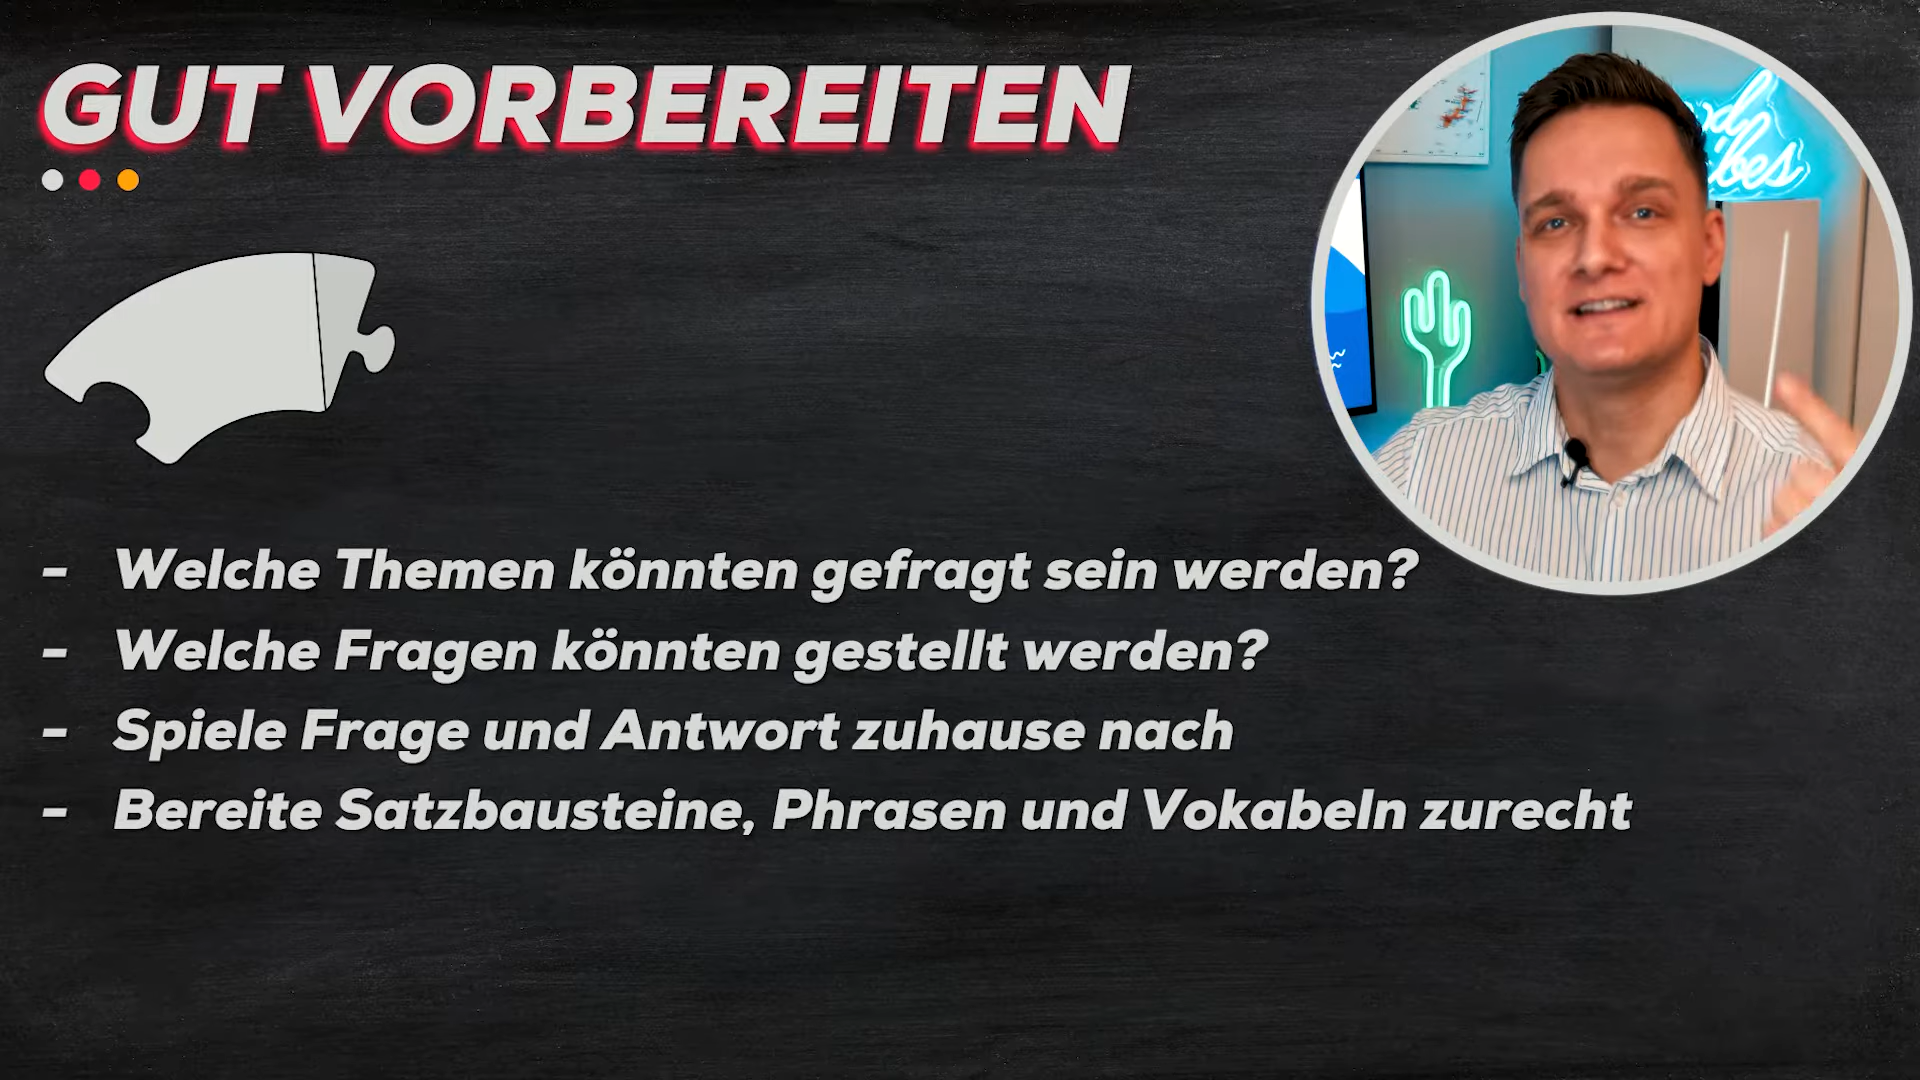 GUT VORBEREITEN
- Welche Themen könnten gefragt sein werden?
- Welche Fragen könnten gestellt werden?
- Spiele Frage und Antwort zuhause nach
- Bereite Satzbausteine, Phrasen und Vokabeln zurecht